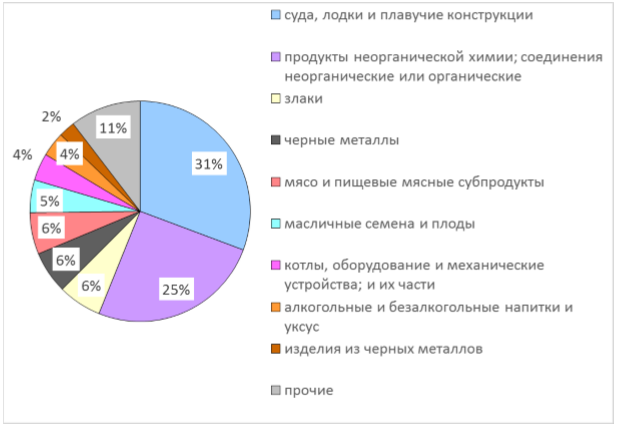 суда, лодки и плавучие конструкции
продукты неорганической химии; соединения
неорганические или органические
злаки
черные металлы
мясо и пищевые мясные субпродукты
масличные семена и плоды
котлы, оборудование и механические
устройства; и их части
алкогольные и безалкогольные напитки и
уксус
изделия из черных металлов
прочие
31%
25%
6%
6%
6%
5%
4%
4%
2%
11%